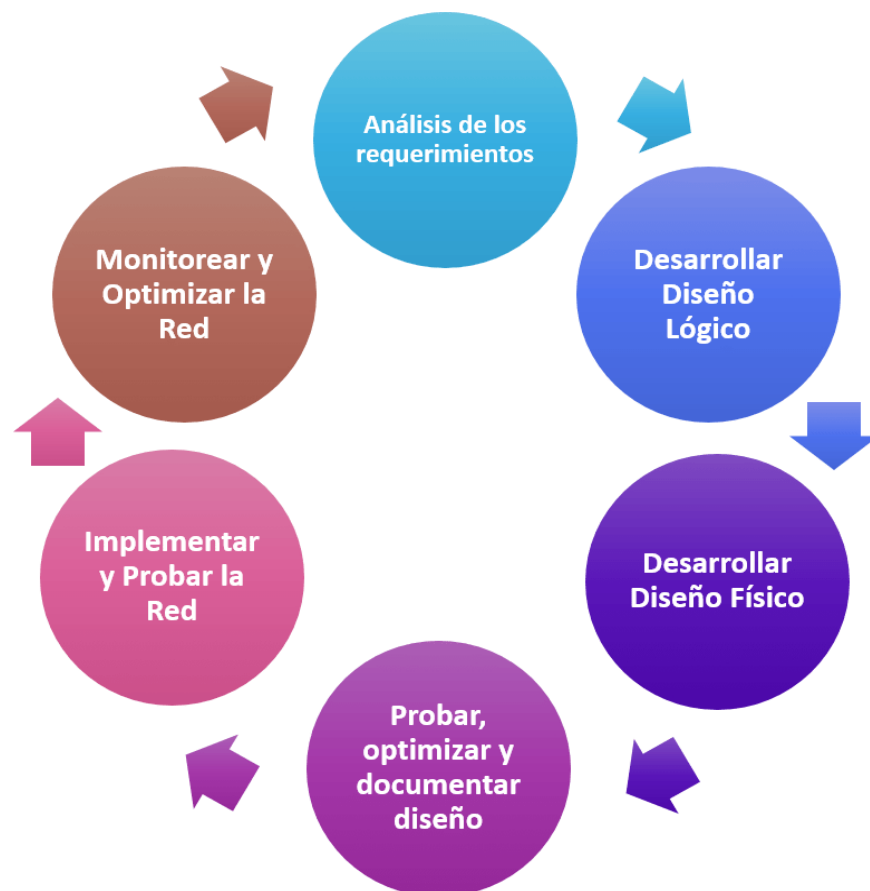 Análisis de los
requerimientos
Desarrollar
Diseño
Lógico
Desarrollar
Diseño Físico
Probar,
optimizar y
documentar
diseño
Implementar
y Probar la
Red
Monitorear y
Optimizar la
Red